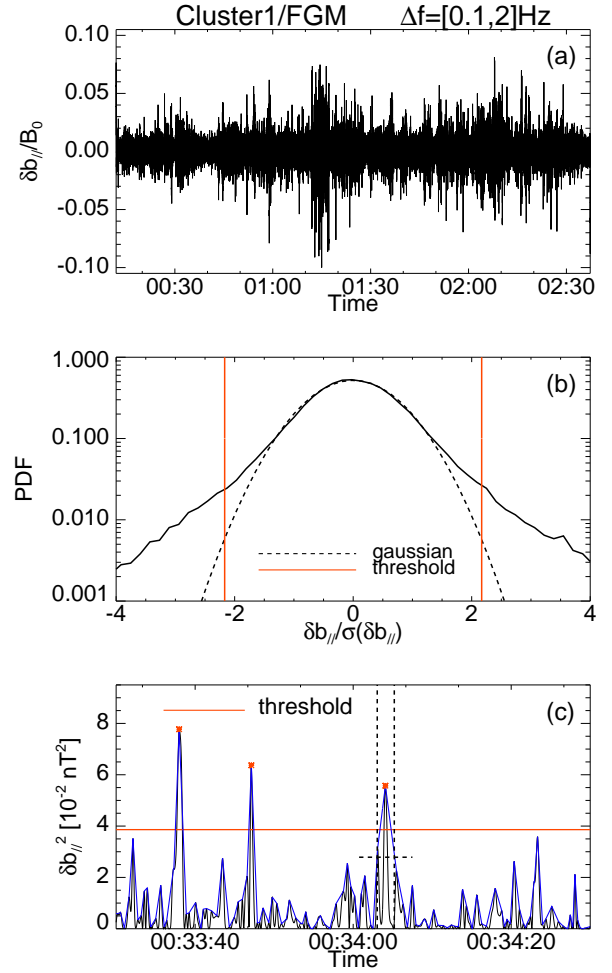 Cluster1/FGM Δf=[0.1,2]Hz
(a)
0.10
0.05
0.00
-0.05
-0.10
δb///B0
00:30 01:00 01:30 02:00 02:30
Time
(b)
1.000
0.100
0.010
0.001
PDF
gaussian
threshold
-4 -2 0 2 4
δb///σ(δb//)
(c)
threshold
8
6
4
2
0
δb//² [10⁻² nT²]
00:33:40 00:34:00 00:34:20
Time